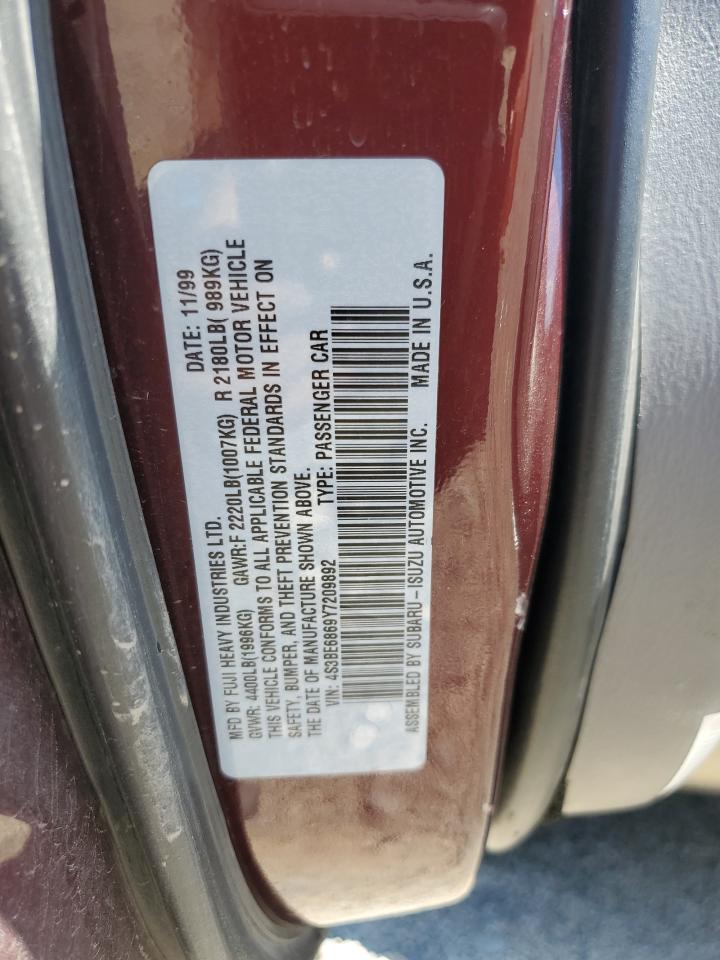 MFD BY FUJI HEAVY INDUSTRIES LTD. DATE: 11/99
GVWR: 4400LB(1996KG) GAWR:F 2220LB(1007KG) R 2180LB( 989KG)
THIS VEHICLE CONFORMS TO ALL APPLICABLE FEDERAL MOTOR VEHICLE
SAFETY, BUMPER, AND THEFT PREVENTION STANDARDS IN EFFECT ON
THE DATE OF MANUFACTURE SHOWN ABOVE.
VIN: 4S3BE6869Y7209892 TYPE: PASSENGER CAR
ASSEMBLED BY SUBARU-ISUZU AUTOMOTIVE INC. MADE IN U.S.A.